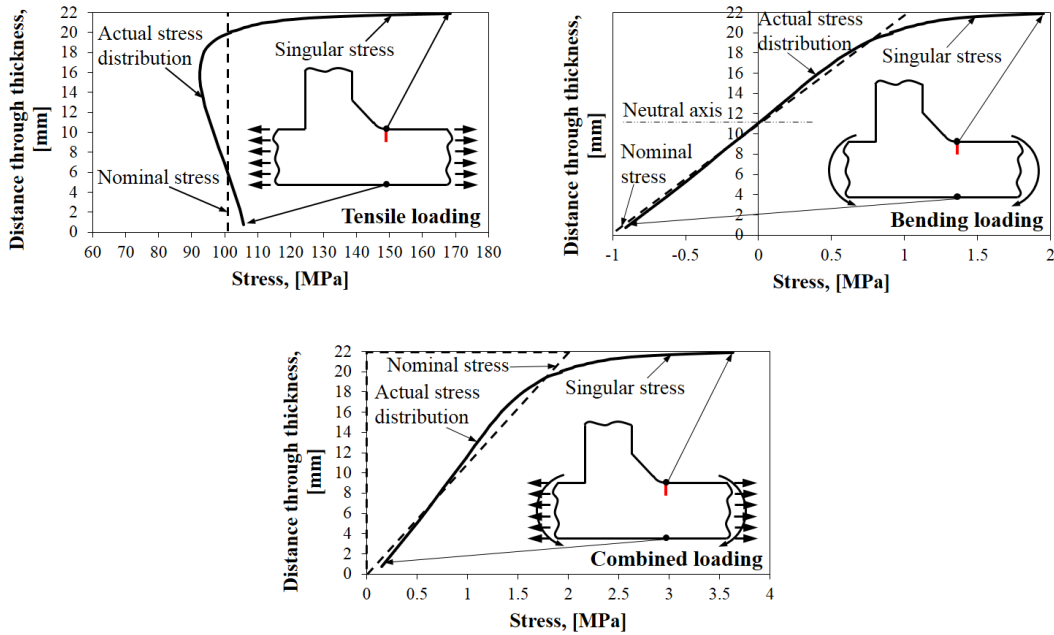 Distance through thickness,
[mm]
22
20
18
16
14
12
10
8
6
4
2
0
Actual stress
distribution
Singular stress
Nominal stress
Tensile loading
60 70 80 90 100 110 120 130 140 150 160 170 180
Stress, [MPa]
Distance through thickness,
[mm]
22
20
18
16
14
12
10
8
6
4
2
0
Actual stress
distribution
Singular stress
Neutral axis
Nominal
stress
Bending loading
-1 -0.5 0 0.5 1 1.5 2
Stress, [MPa]
Distance through thickness,
[mm]
22
20
18
16
14
12
10
8
6
4
2
0
Nominal stress
Actual stress
distribution
Singular stress
Combined loading
0 0.5 1 1.5 2 2.5 3 3.5 4
Stress, [MPa]